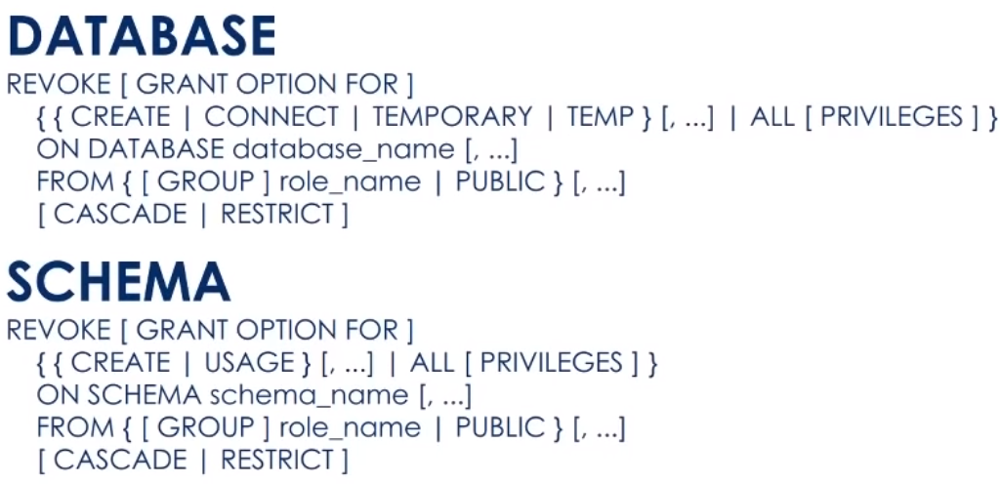 DATABASE
REVOKE [ GRANT OPTION FOR ]
{ { CREATE | CONNECT | TEMPORARY | TEMP } [, ...] | ALL [ PRIVILEGES ] }
ON DATABASE database_name [, ...]
FROM { [ GROUP ] role_name | PUBLIC } [, ...]
[ CASCADE | RESTRICT ]
SCHEMA
REVOKE [ GRANT OPTION FOR ]
{ { CREATE | USAGE } [, ...] | ALL [ PRIVILEGES ] }
ON SCHEMA schema_name [, ...]
FROM { [ GROUP ] role_name | PUBLIC } [, ...]
[ CASCADE | RESTRICT ]